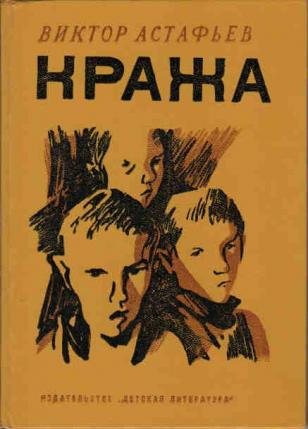 ВИКТОР АСТАФЬЕВ
КРАЖА
ИЗДАТЕЛЬСТВО „ДЕТСКАЯ ЛИТЕРАТУРА“